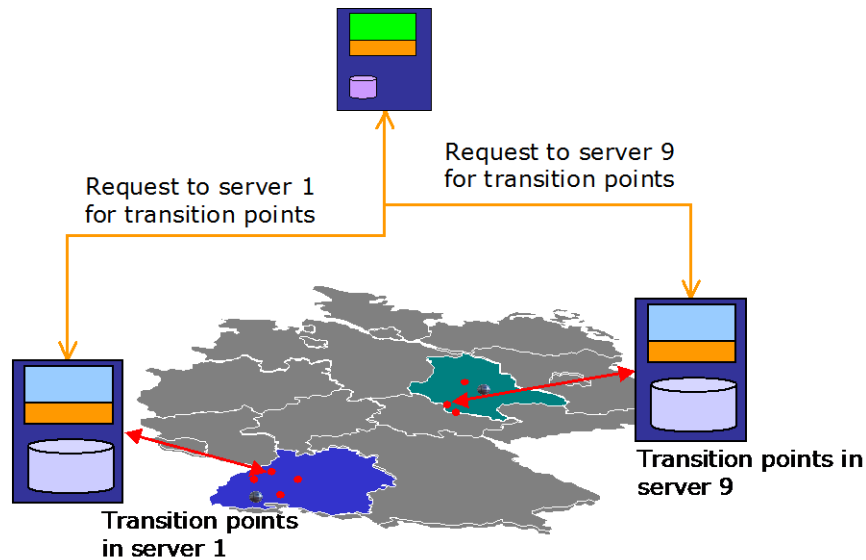 Request to server 9
for transition points
Request to server 1
for transition points
Transition points in
server 9
Transition points
in server 1